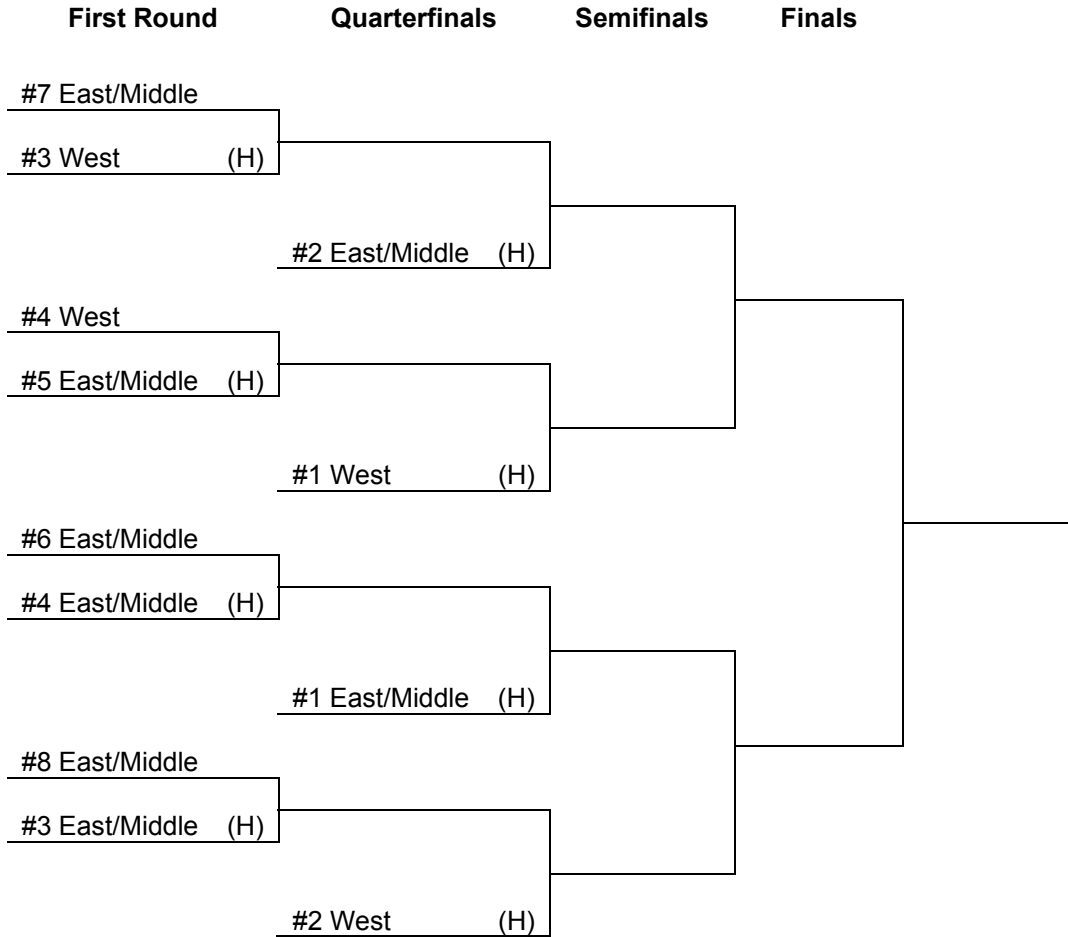 First Round Quarterfinals Semifinals Finals
#7 East/Middle
#3 West (H)
#2 East/Middle (H)
#4 West
#5 East/Middle (H)
#1 West (H)
#6 East/Middle
#4 East/Middle (H)
#1 East/Middle (H)
#8 East/Middle
#3 East/Middle (H)
#2 West (H)